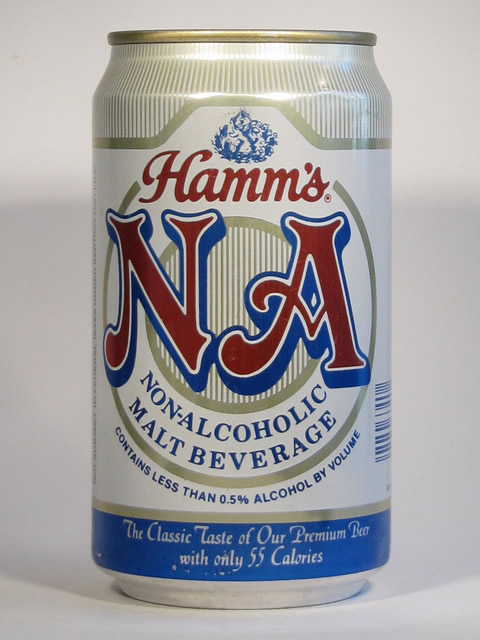 Hamm's®
NA
NON-ALCOHOLIC
MALT BEVERAGE
CONTAINS LESS THAN 0.5% ALCOHOL BY VOLUME
The Classic Taste of Our Premium Beer
with only 55 Calories